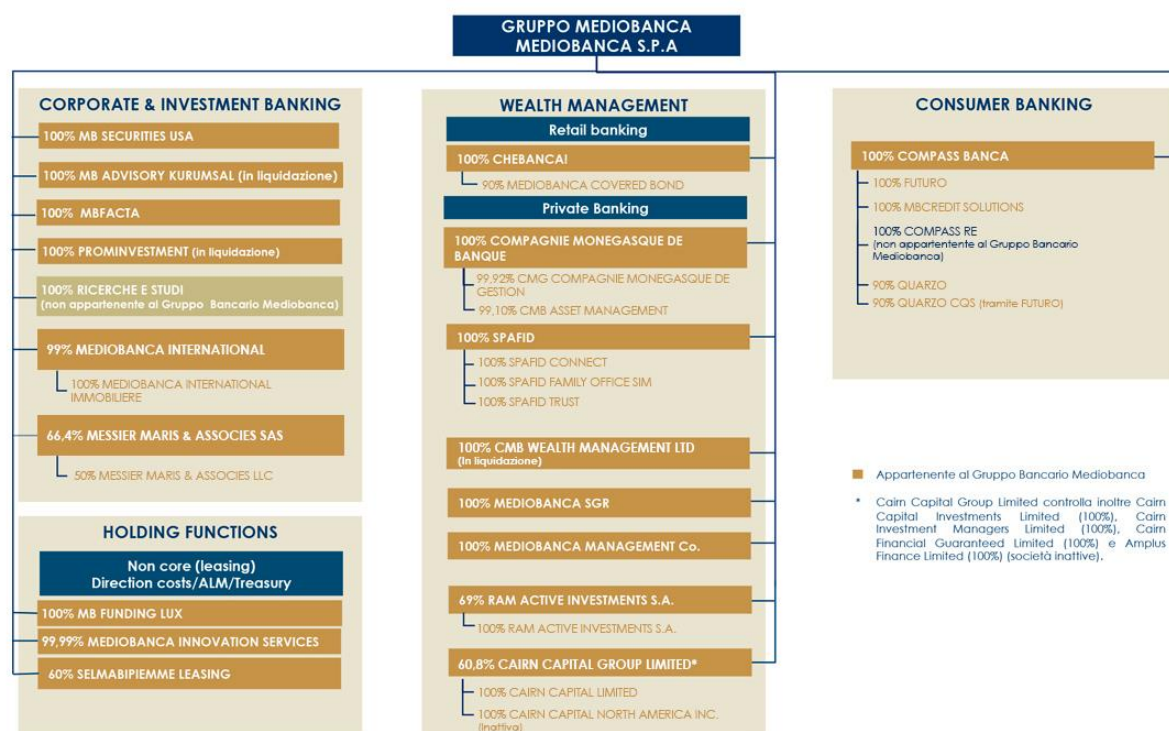 GRUPPO MEDIOBANCA
MEDIOBANCA S.P.A
CORPORATE & INVESTMENT BANKING
100% MB SECURITIES USA
100% MB ADVISORY KURUMSAL (in liquidazione)
100% MBFACTA
100% PROMINVESTMENT (in liquidazione)
100% RICERCHE E STUDI
(non appartenente al Gruppo Bancario Mediobanca)
99% MEDIOBANCA INTERNATIONAL
100% MEDIOBANCA INTERNATIONAL
IMMOBILIERE
66,4% MESSIER MARIS & ASSOCIES SAS
50% MESSIER MARIS & ASSOCIES LLC
HOLDING FUNCTIONS
Non core (leasing)
Direction costs/ALM/Treasury
100% MB FUNDING LUX
99,99% MEDIOBANCA INNOVATION SERVICES
60% SELMABIPIEMME LEASING
WEALTH MANAGEMENT
Retail banking
100% CHEBANCA!
90% MEDIOBANCA COVERED BOND
Private Banking
100% COMPAGNIE MONEGASQUE DE
BANQUE
99,92% CMG COMPAGNIE MONEGASQUE DE
GESTION
99,10% CMB ASSET MANAGEMENT
100% SPAFID
100% SPAFID CONNECT
100% SPAFID FAMILY OFFICE SIM
100% SPAFID TRUST
100% CMB WEALTH MANAGEMENT LTD
(In liquidazione)
100% MEDIOBANCA SGR
100% MEDIOBANCA MANAGEMENT Co.
69% RAM ACTIVE INVESTMENTS S.A.
100% RAM ACTIVE INVESTMENTS S.A.
60,8% CAIRN CAPITAL GROUP LIMITED*
100% CAIRN CAPITAL LIMITED
100% CAIRN CAPITAL NORTH AMERICA INC.
(Inattiva)
CONSUMER BANKING
100% COMPASS BANCA
100% FUTURO
100% MBCREDIT SOLUTIONS
100% COMPASS RE
(non appartentente al Gruppo Bancario
Mediobanca)
90% QUARZO
90% QUARZO CQS (tramite FUTURO)
Appartenente al Gruppo Bancario Mediobanca
* Cairn Capital Group Limited controlla inoltre Cairn
Capital Investments Limited (100%), Cairn
Investment Managers Limited (100%), Cairn
Financial Guaranteed Limited (100%) e Amplus
Finance Limited (100%) (società inattive).